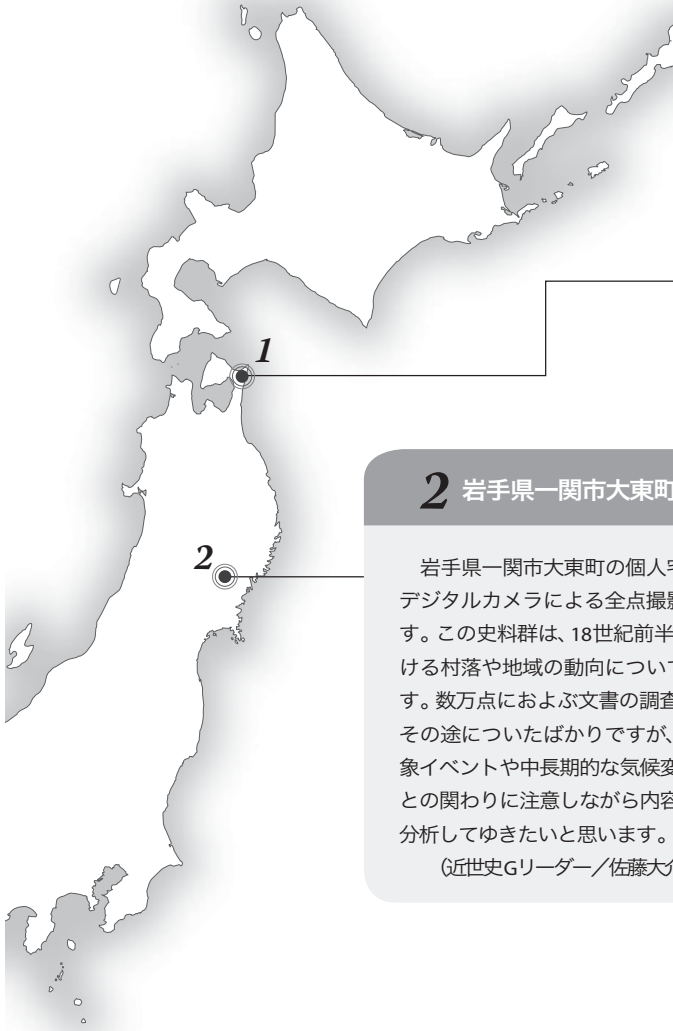 1
2
2 岩手県一関市大東町
岩手県一関市大東町の個人宅
デジタルカメラによる全点撮影
す。この史料群は、18世紀前半
ける村落や地域の動向について
す。数万点におよぶ文書の調査
その途についたばかりですが、
象イベントや中長期的な気候変
との関わりに注意しながら内容
分析してゆきたいと思います。
(近世史Gリーダー／佐藤大介